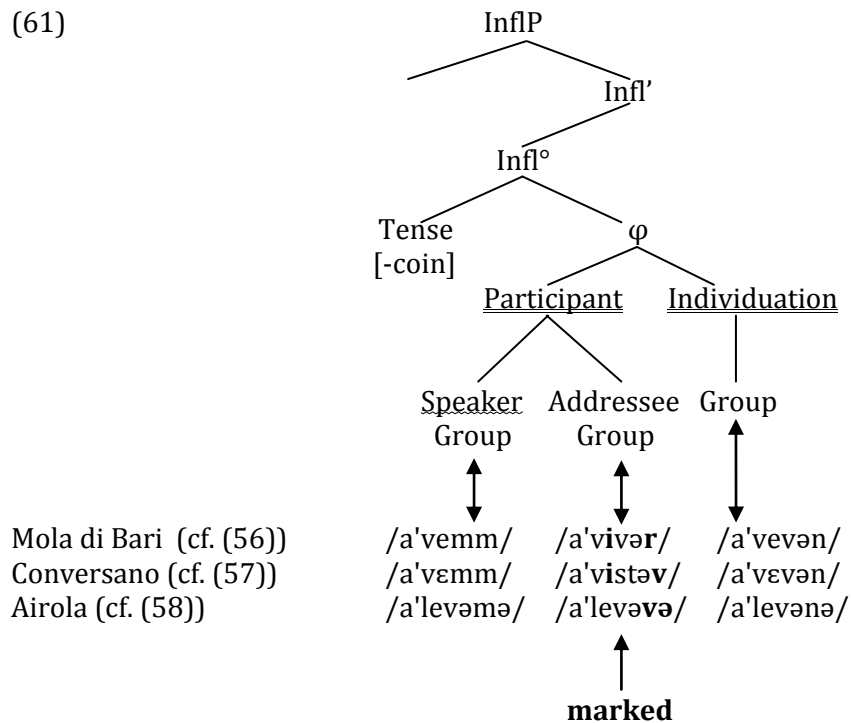 (61) InflP
Infl’
Infl°
Tense φ
[-coin]
Participant Individuation
Speaker Addressee Group
Group Group
Mola di Bari (cf. (56)) /a'vemm/ /a'vivər/ /a'vevən/
Conversano (cf. (57)) /a'vɛmm/ /a'vistəv/ /a'vɛvən/
Airola (cf. (58)) /a'levəmə/ /a'levəvə/ /a'levənə/
marked